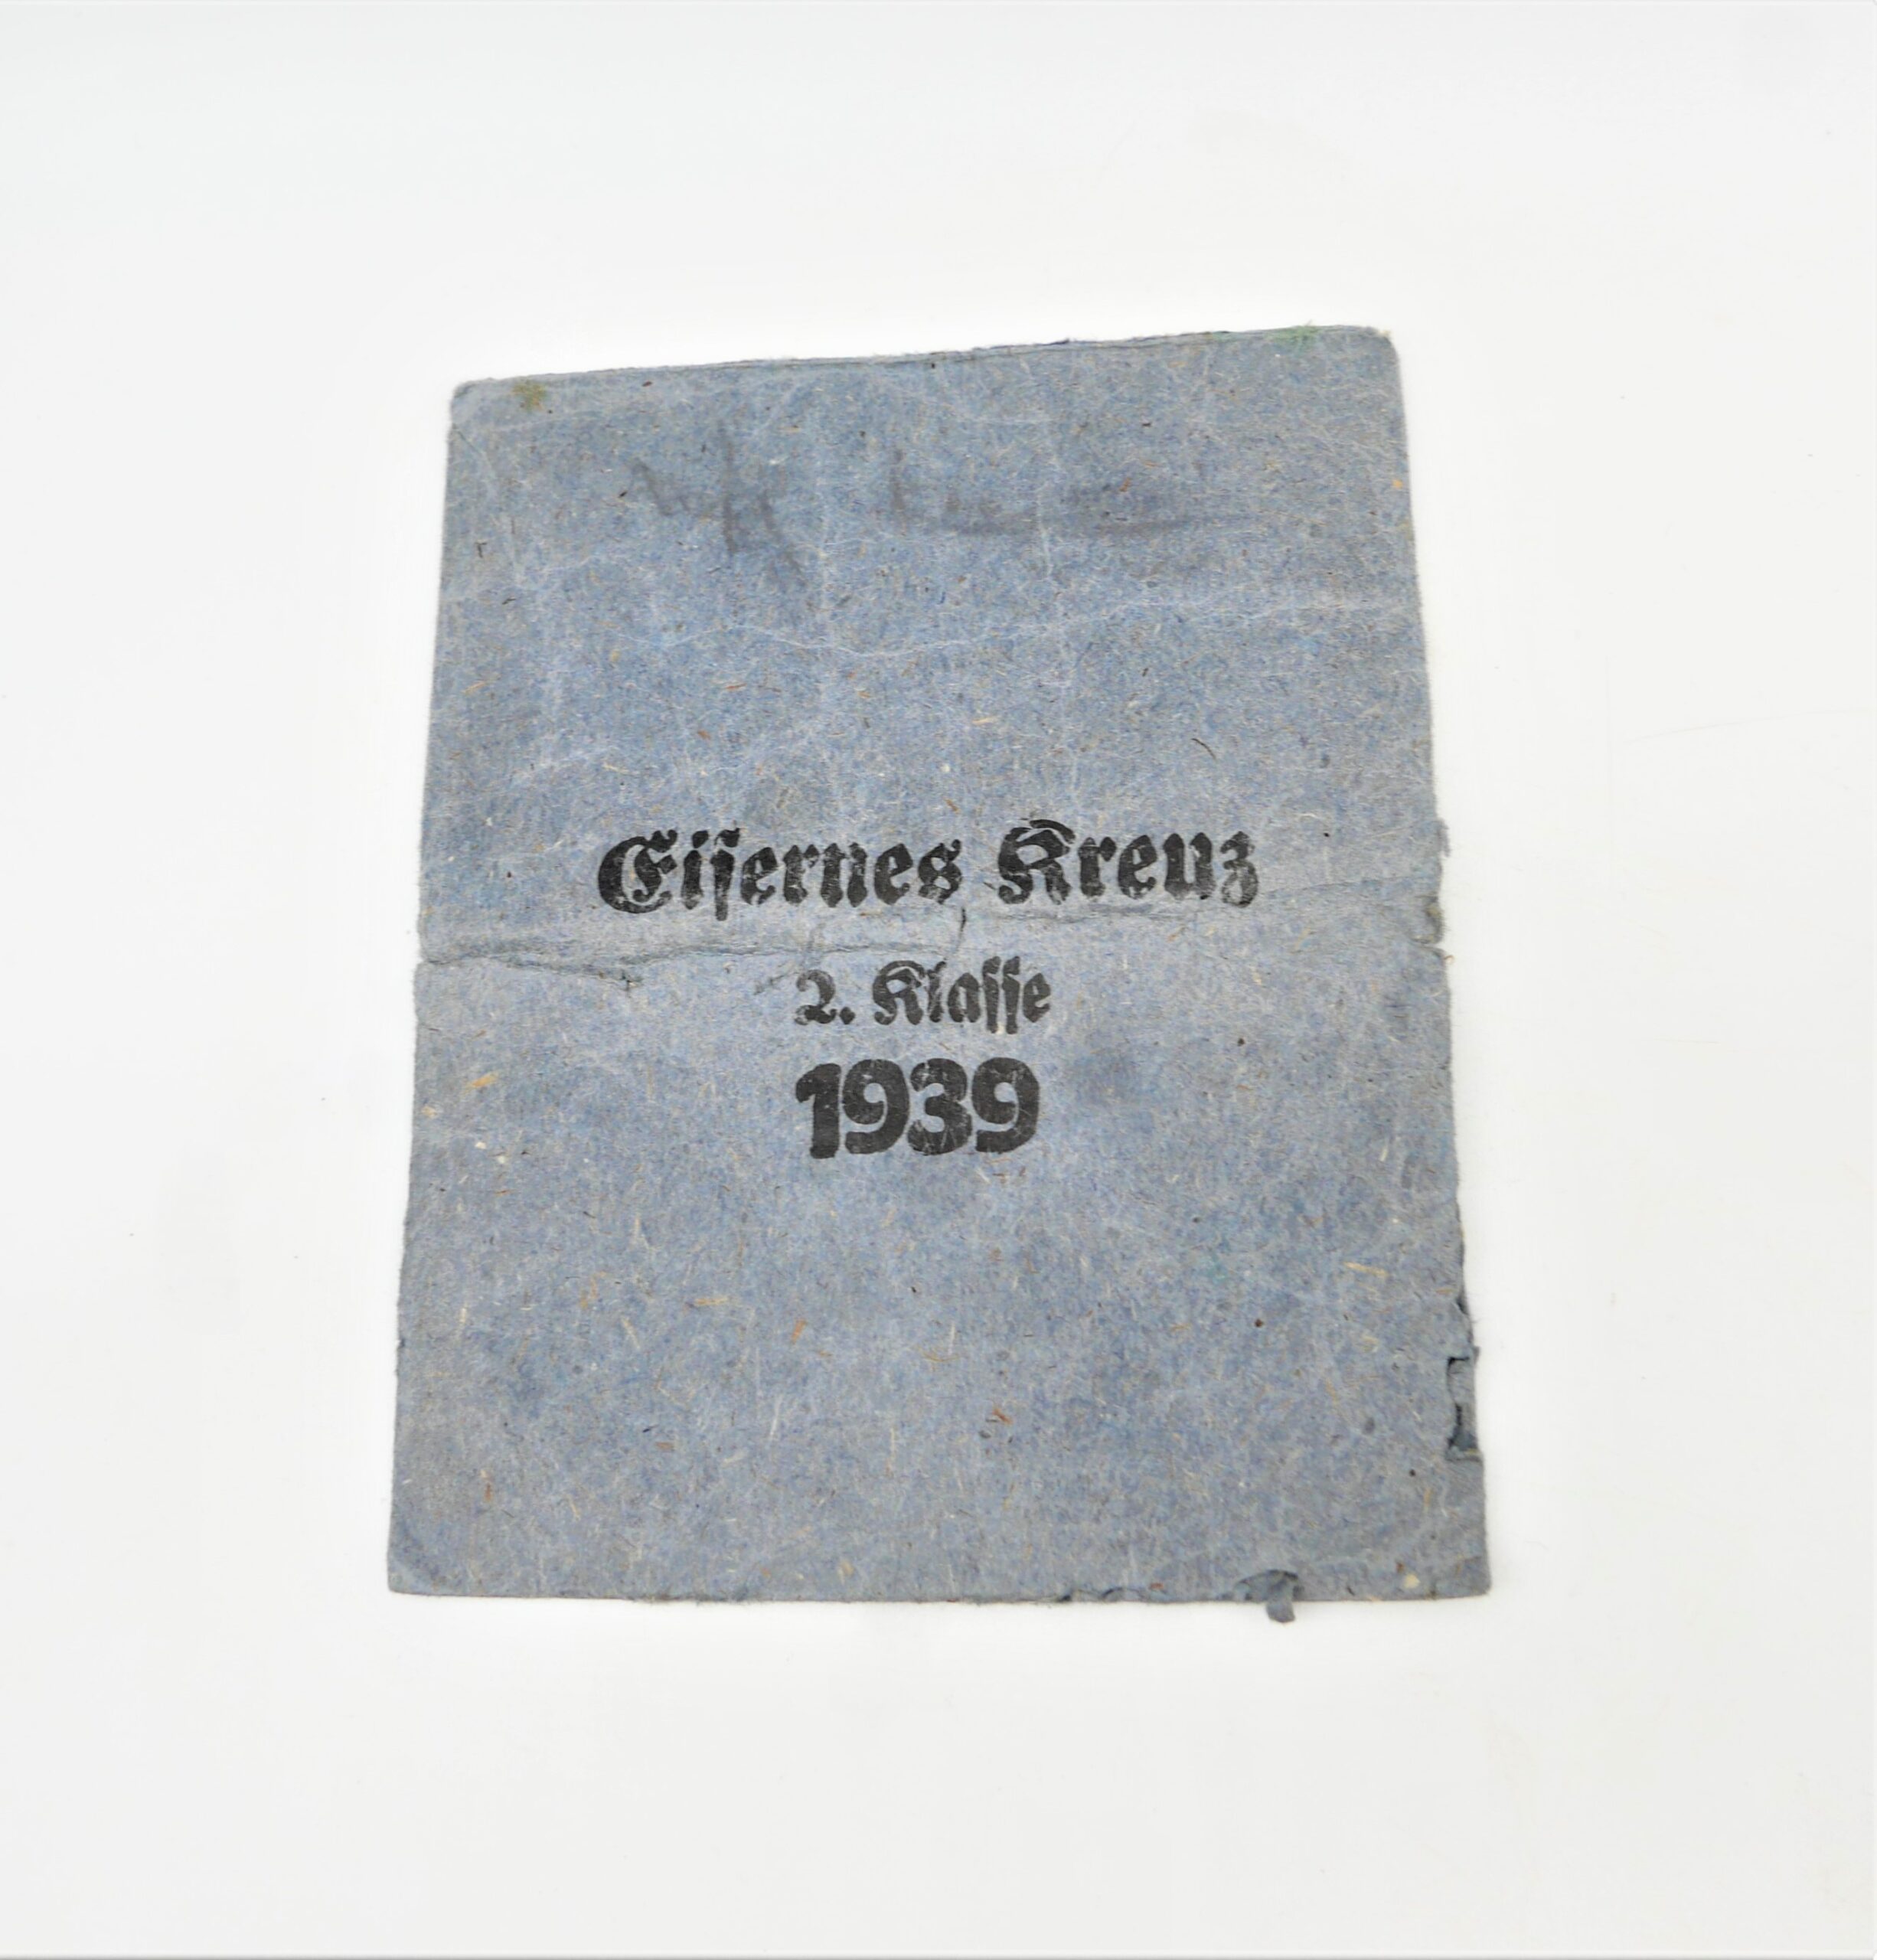 Eiſernes Kreuz
2. Klaſſe
1939